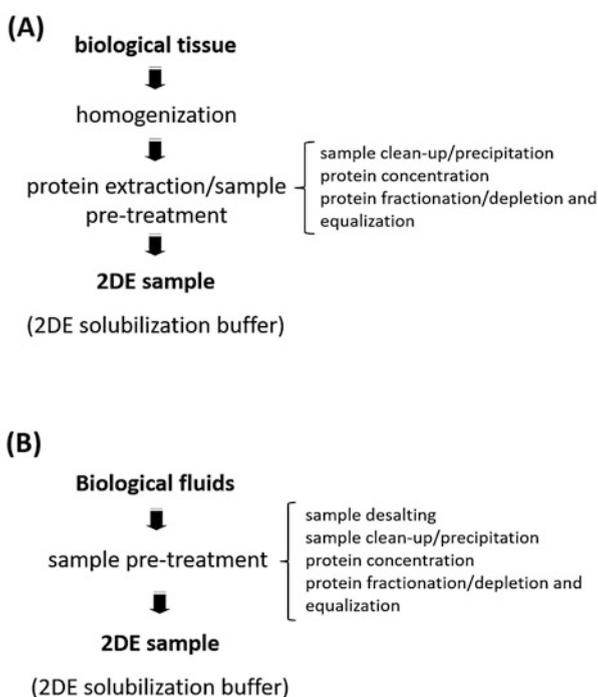 (A)
biological tissue
homogenization
protein extraction/sample
pre-treatment
sample clean-up/precipitation
protein concentration
protein fractionation/depletion and
equalization
2DE sample
(2DE solubilization buffer)
(B)
Biological fluids
sample pre-treatment
sample desalting
sample clean-up/precipitation
protein concentration
protein fractionation/depletion and
equalization
2DE sample
(2DE solubilization buffer)